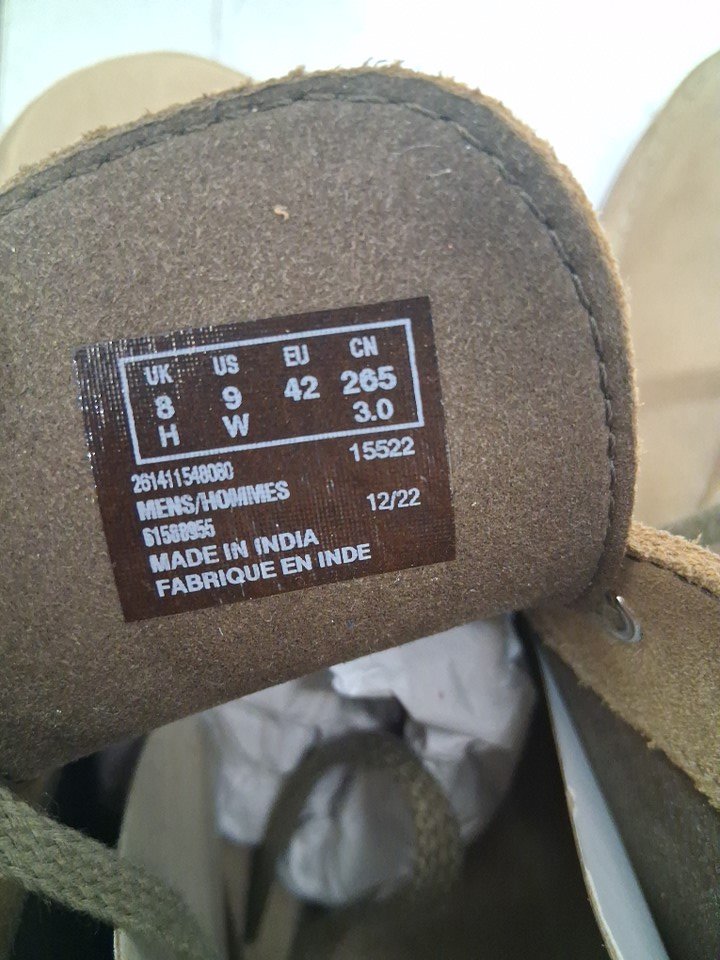 UK US EU CN
8 9 42 265
H W 3.0
261411548080 15522
MENS/HOMMES 12/22
61588955
MADE IN INDIA
FABRIQUE EN INDE